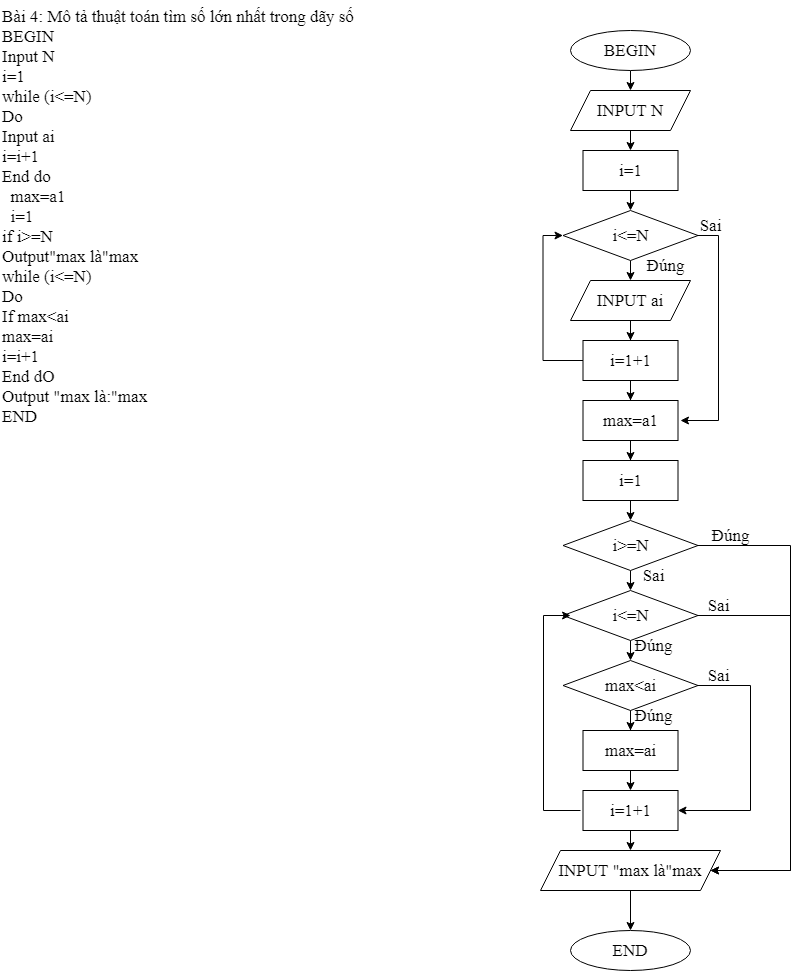 Bài 4: Mô tả thuật toán tìm số lớn nhất trong dãy số
BEGIN
Input N
i=1
while (i<=N)
Do
Input ai
i=i+1
End do
max=a1
i=1
if i>=N
Output"max là"max
while (i<=N)
Do
If max<ai
max=ai
i=i+1
End dO
Output "max là:"max
END
BEGIN
INPUT N
i=1
i<=N
Sai
Đúng
INPUT ai
i=1+1
max=a1
i=1
i>=N
Đúng
Sai
i<=N
Sai
Đúng
max<ai
Sai
Đúng
max=ai
i=1+1
INPUT "max là"max
END